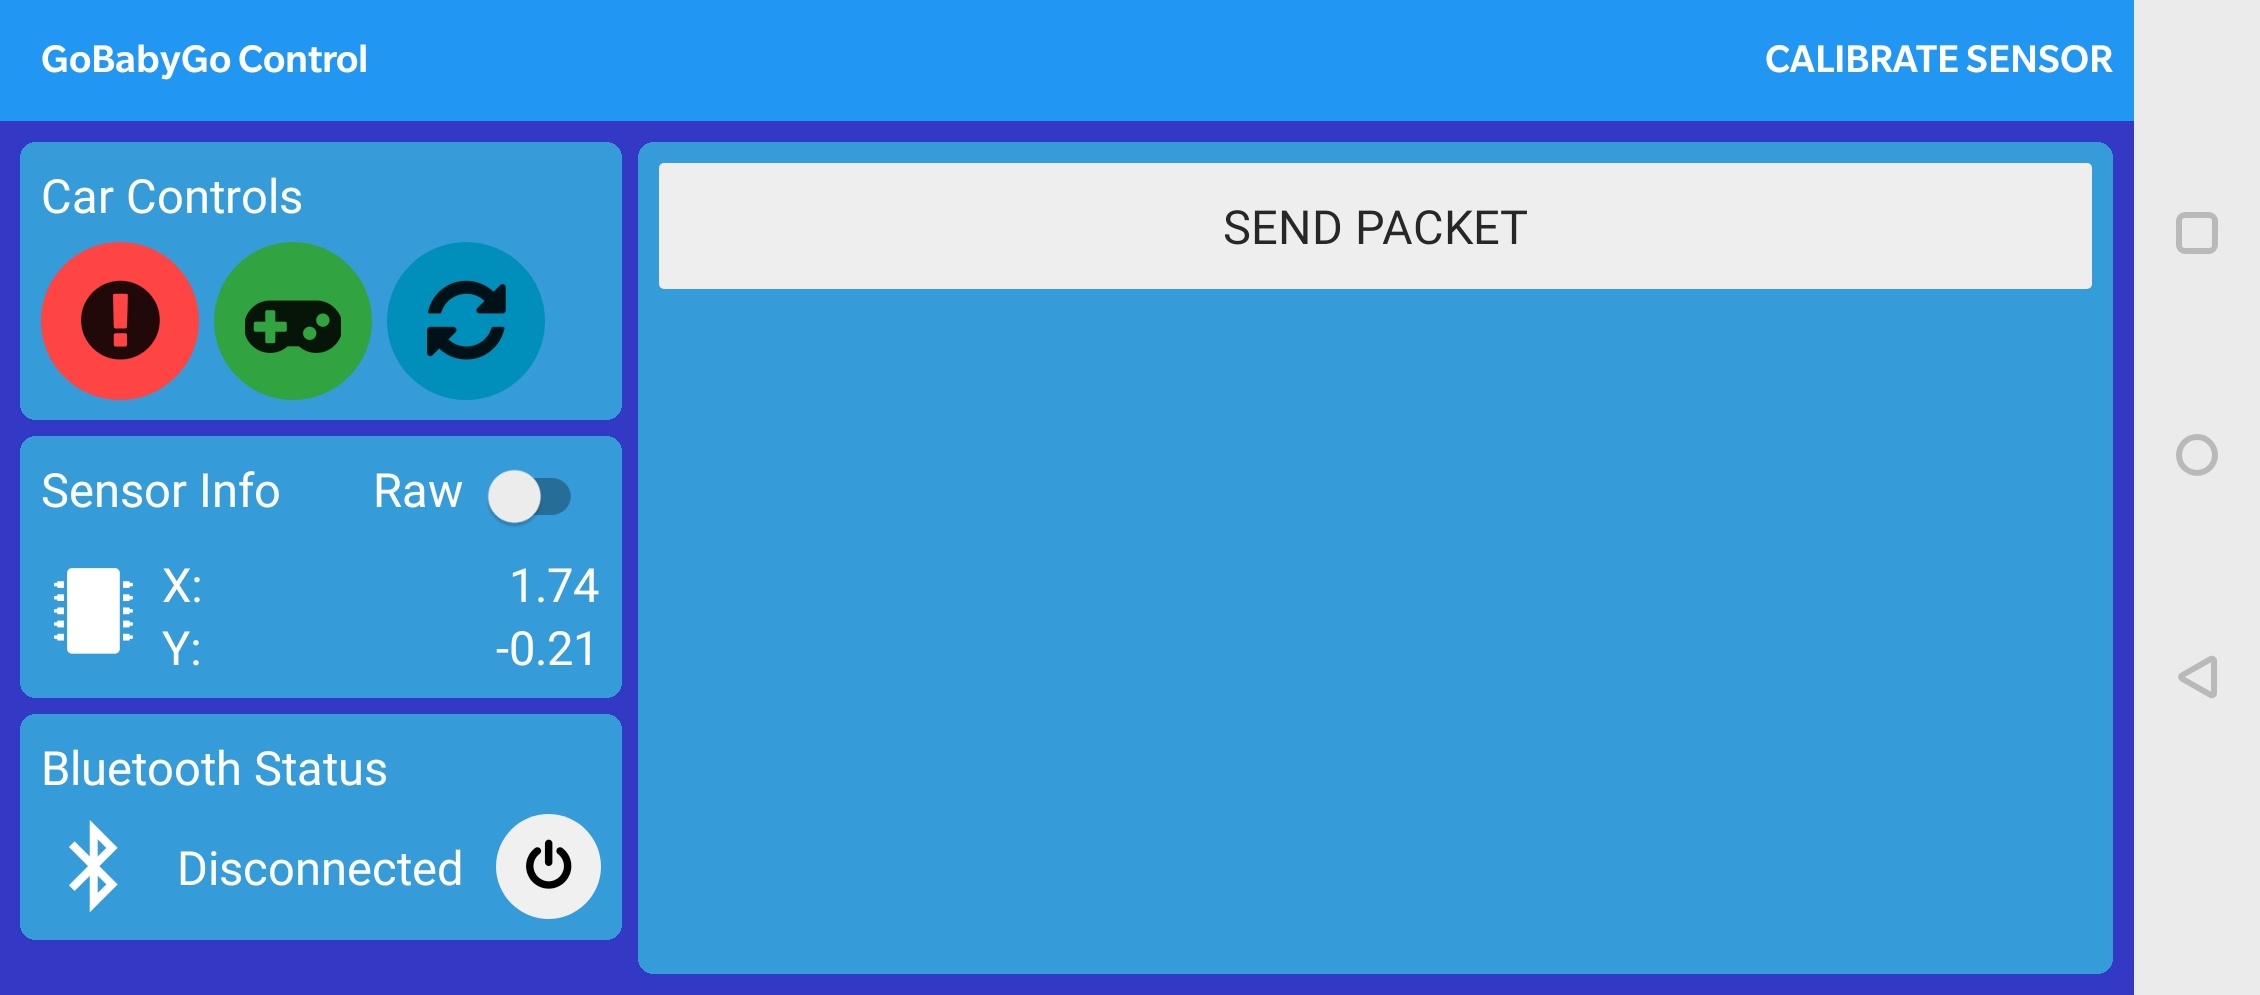 GoBabyGo Control
CALIBRATE SENSOR
Car Controls
Sensor Info
Raw
X: 1.74
Y: -0.21
Bluetooth Status
Disconnected
SEND PACKET